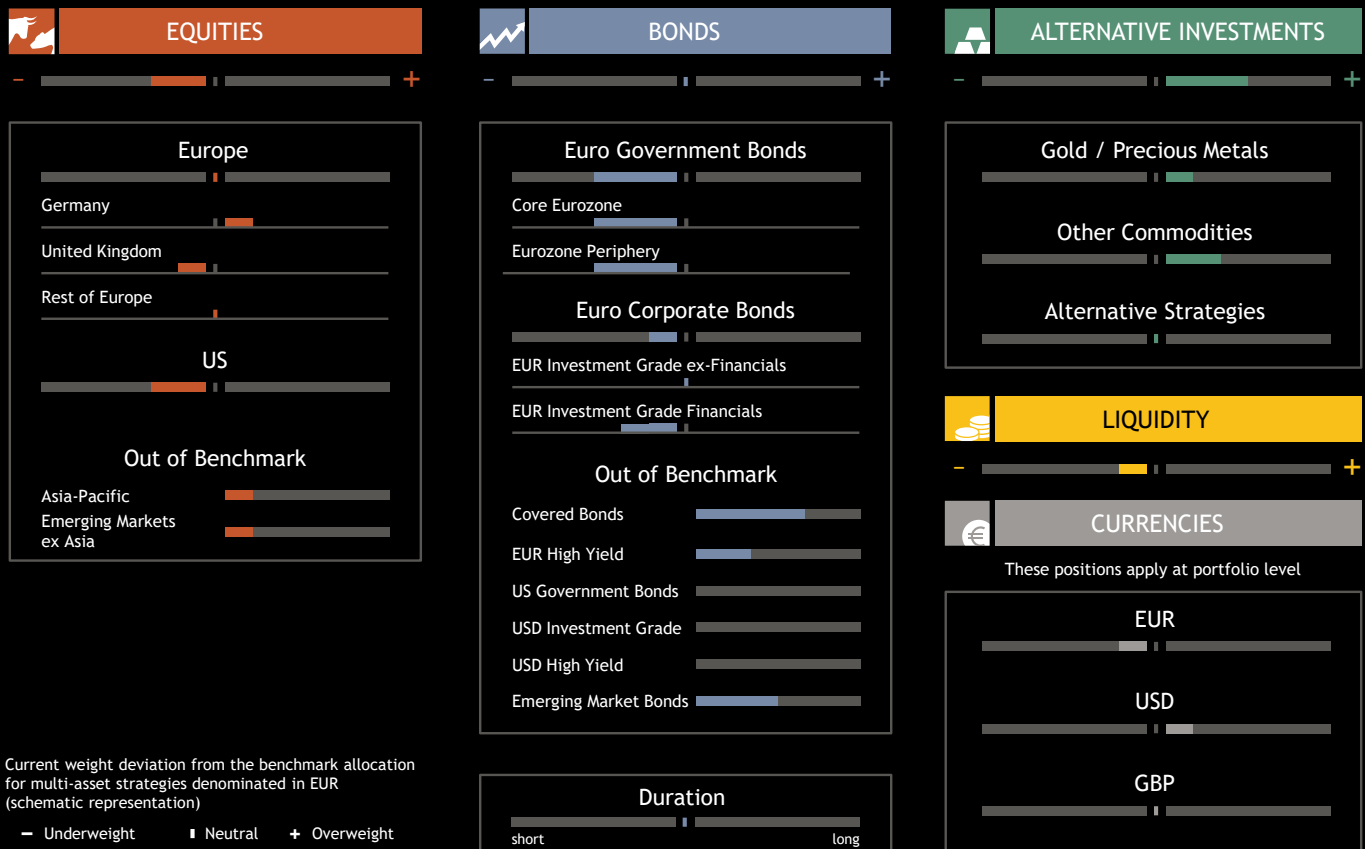 EQUITIES
-
+
Europe
Germany
United Kingdom
Rest of Europe
US
Out of Benchmark
Asia-Pacific
Emerging Markets
ex Asia
Current weight deviation from the benchmark allocation
for multi-asset strategies denominated in EUR
(schematic representation)
− Underweight Neutral + Overweight
BONDS
-
+
Euro Government Bonds
Core Eurozone
Eurozone Periphery
Euro Corporate Bonds
EUR Investment Grade ex-Financials
EUR Investment Grade Financials
Out of Benchmark
Covered Bonds
EUR High Yield
US Government Bonds
USD Investment Grade
USD High Yield
Emerging Market Bonds
Duration
short long
ALTERNATIVE INVESTMENTS
-
+
Gold / Precious Metals
Other Commodities
Alternative Strategies
LIQUIDITY
-
+
€
CURRENCIES
These positions apply at portfolio level
EUR
USD
GBP